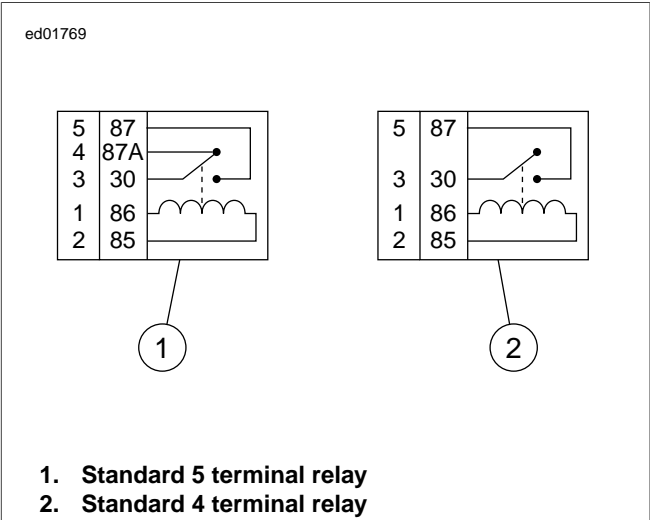 ed01769
5 87
4 87A
3 30
1 86
2 85
5 87
3 30
1 86
2 85
1
2
1. Standard 5 terminal relay
2. Standard 4 terminal relay